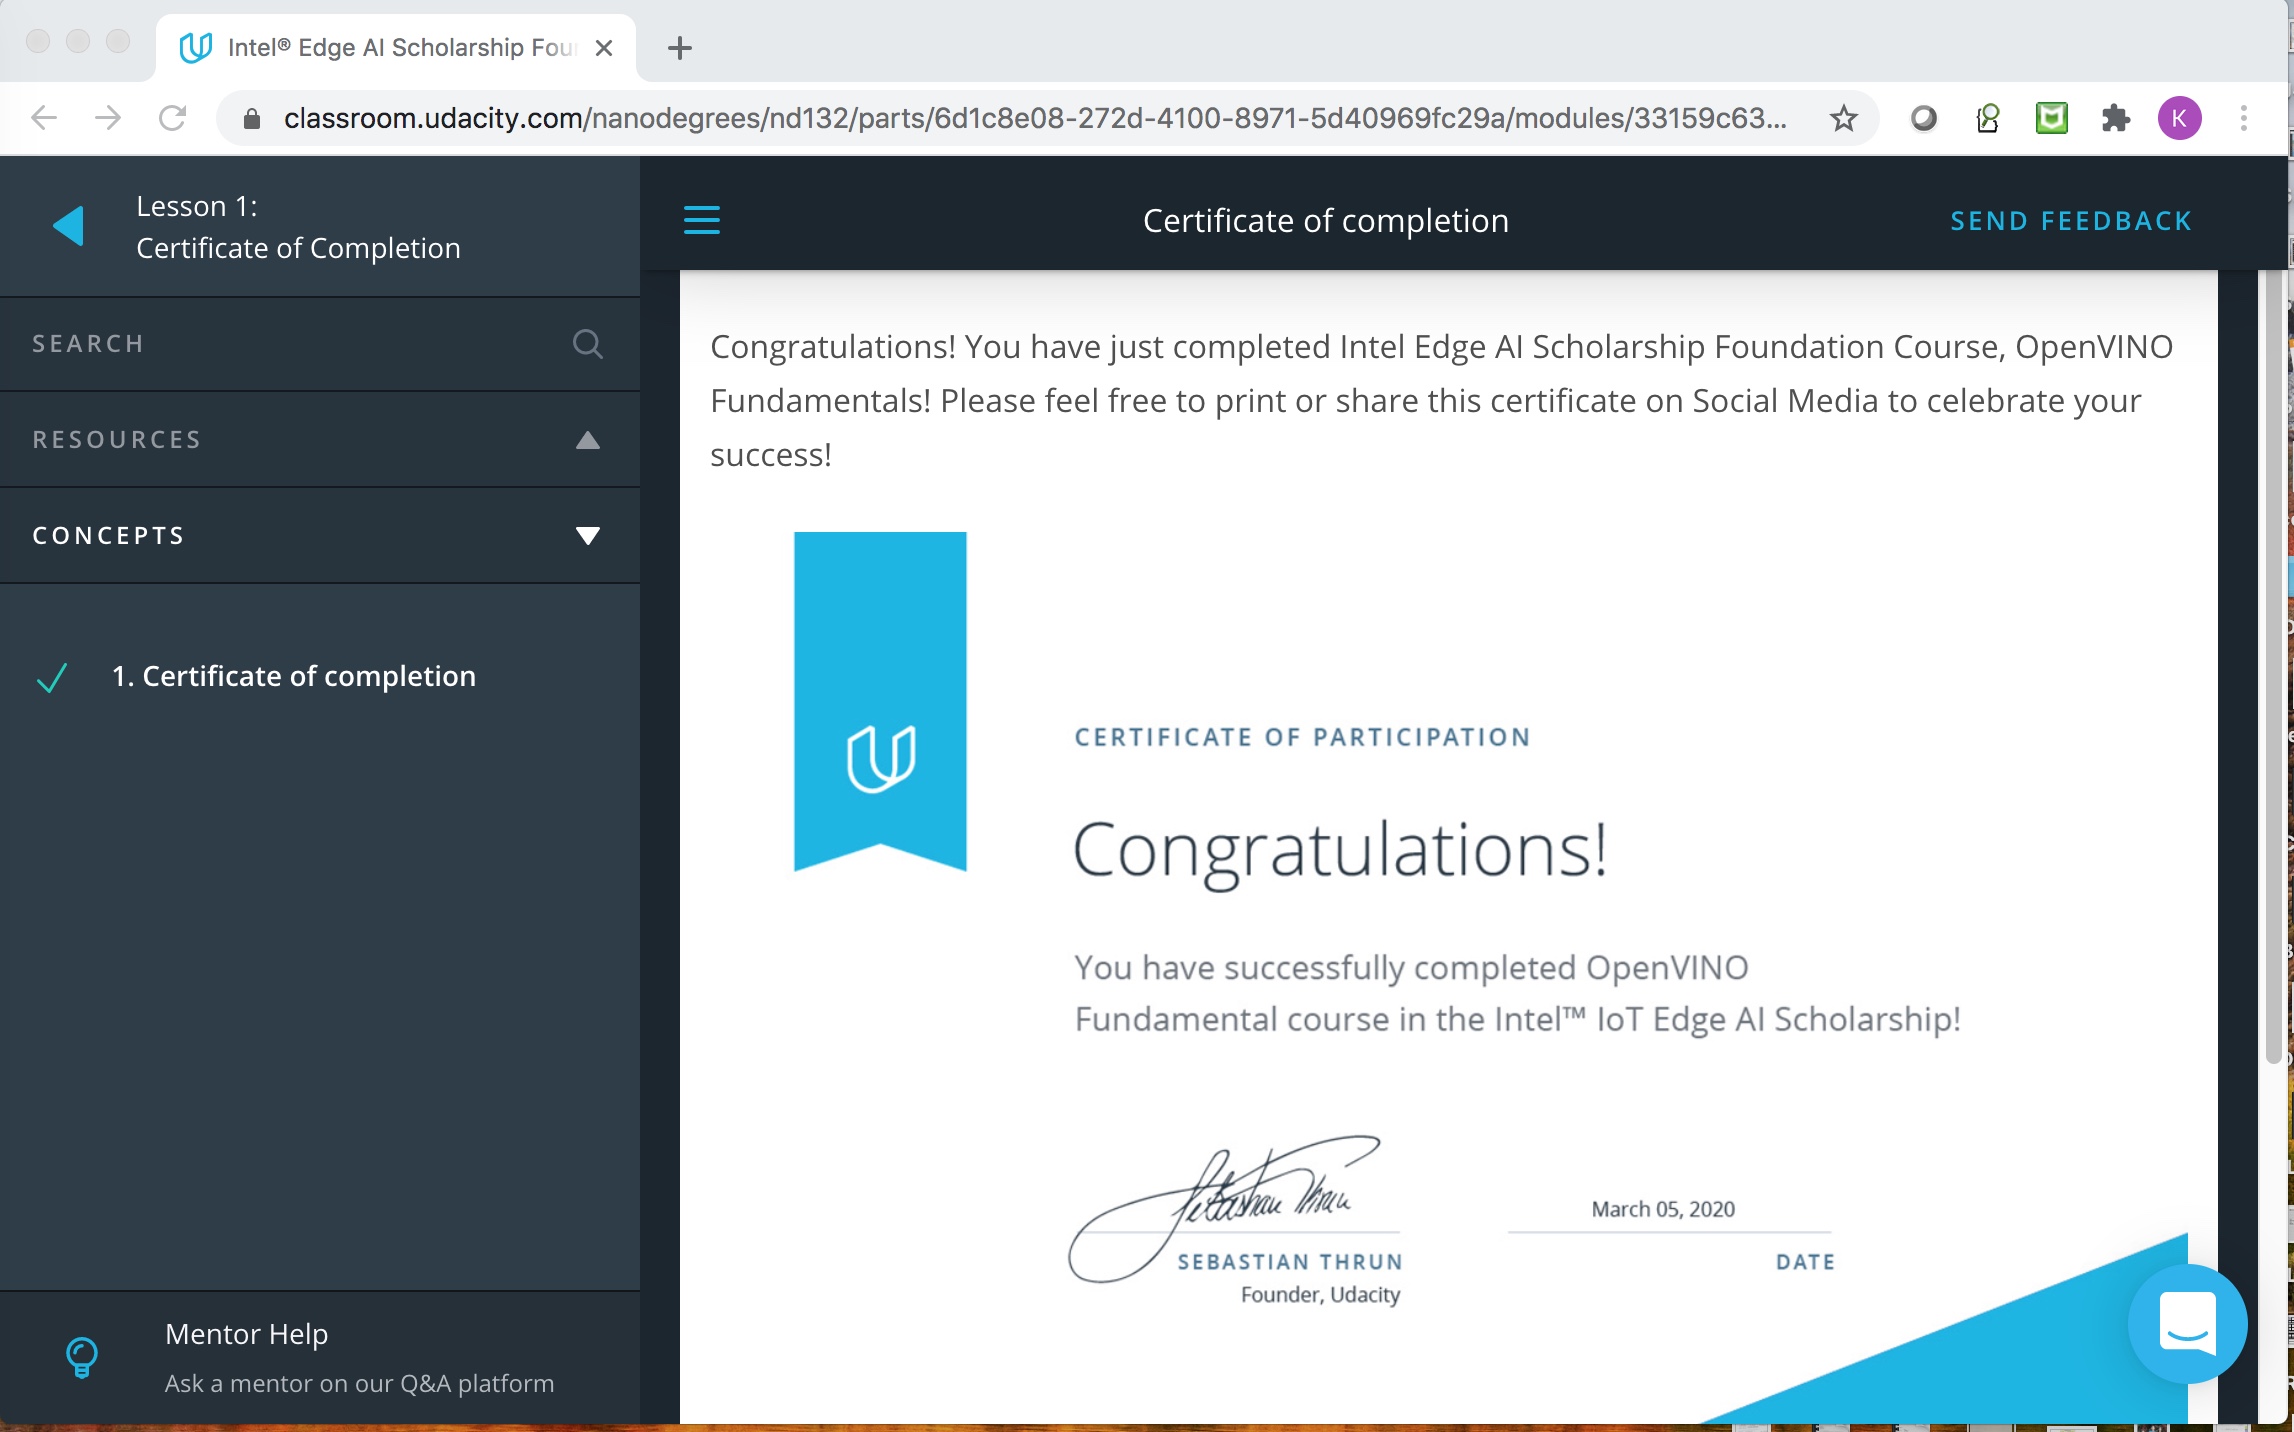 Intel® Edge AI Scholarship Fou
classroom.udacity.com/nanodegrees/nd132/parts/6d1c8e08-272d-4100-8971-5d40969fc29a/modules/33159c63...
K
Lesson 1:
Certificate of Completion
SEARCH
RESOURCES
CONCEPTS
1. Certificate of completion
Mentor Help
Ask a mentor on our Q&A platform
Certificate of completion
SEND FEEDBACK
Congratulations! You have just completed Intel Edge AI Scholarship Foundation Course, OpenVINO
Fundamentals! Please feel free to print or share this certificate on Social Media to celebrate your
success!
CERTIFICATE OF PARTICIPATION
Congratulations!
You have successfully completed OpenVINO
Fundamental course in the Intel™ IoT Edge AI Scholarship!
Sebastian Thrun
March 05, 2020
SEBASTIAN THRUN
DATE
Founder, Udacity